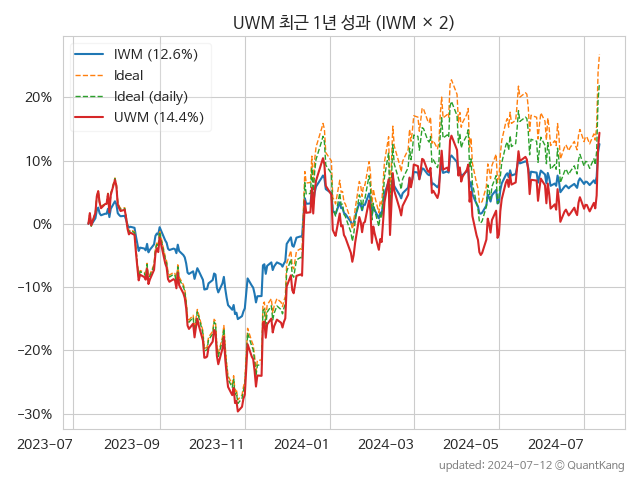 UWM 최근 1년 성과 (IWM × 2)
IWM (12.6%)
Ideal
Ideal (daily)
UWM (14.4%)
20%
10%
0%
−10%
−20%
−30%
2023-07 2023-09 2023-11 2024-01 2024-03 2024-05 2024-07
updated: 2024-07-12 © QuantKang